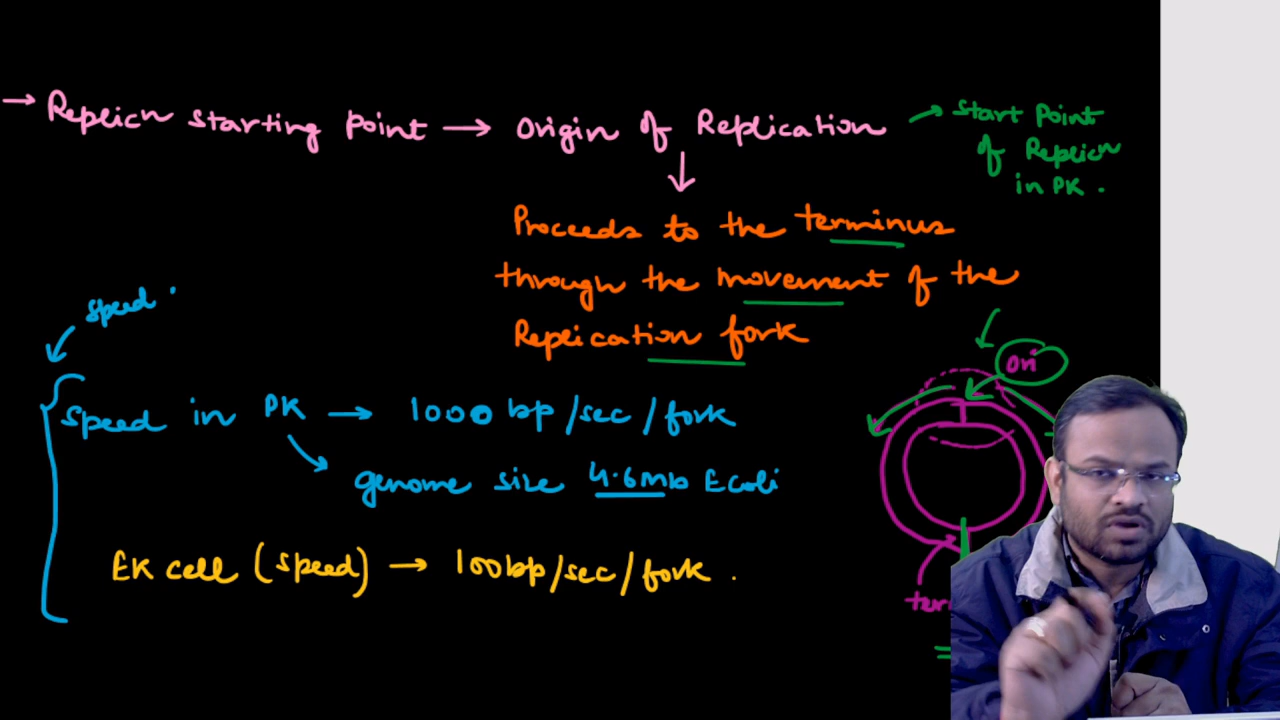 → Replicn starting point → Origin of Replication → Start Point
of Replicn
in PK.
Proceeds to the terminus
through the movement of the
Replication fork
speed.
speed in PK → 1000 bp/sec/fork
genome size 4.6Mb Ecoli
EK cell (speed) → 100bp/sec/fork.
ori